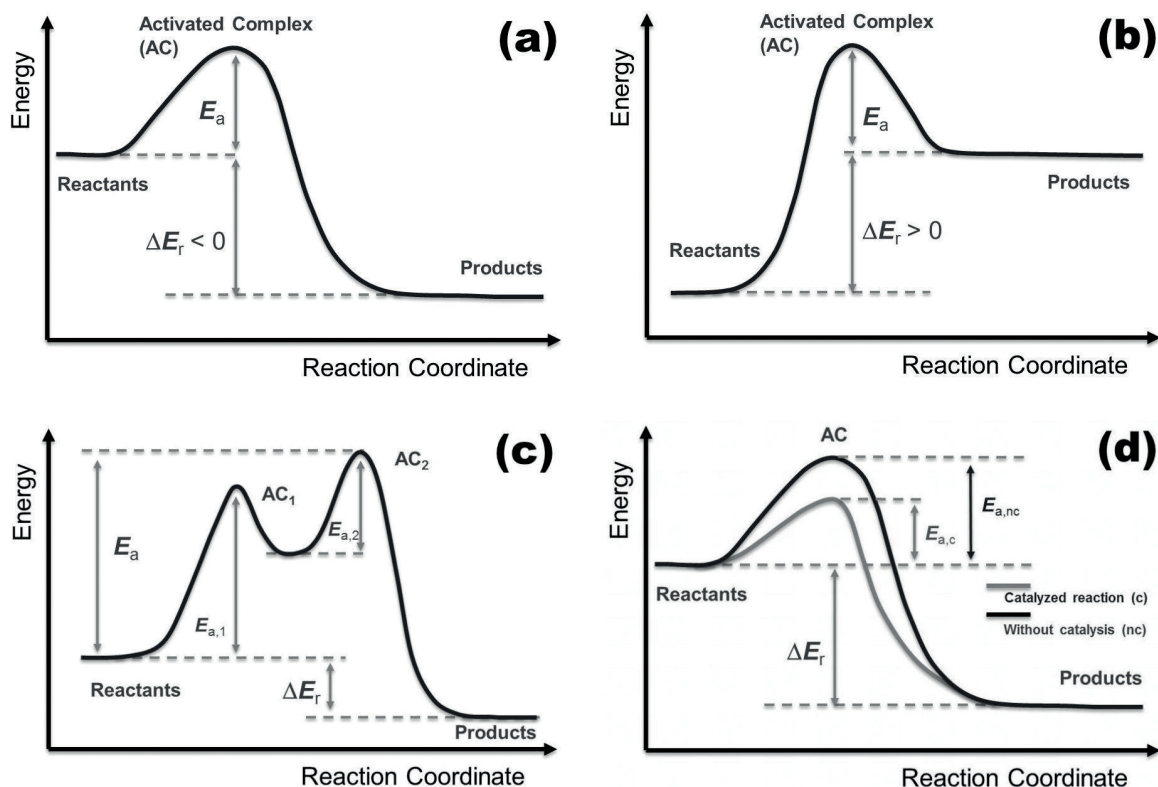 (a)
Activated Complex
(AC)
Energy
Eₐ
Reactants
ΔEᵣ < 0
Products
Reaction Coordinate
(b)
Activated Complex
(AC)
Energy
Eₐ
Products
Reactants
ΔEᵣ > 0
Reaction Coordinate
(c)
Energy
AC₂
AC₁
Eₐ
Eₐ,₂
Eₐ,₁
Reactants
ΔEᵣ
Products
Reaction Coordinate
(d)
AC
Energy
Eₐ,nc
Eₐ,c
Reactants
Catalyzed reaction (c)
Without catalysis (nc)
ΔEᵣ
Products
Reaction Coordinate